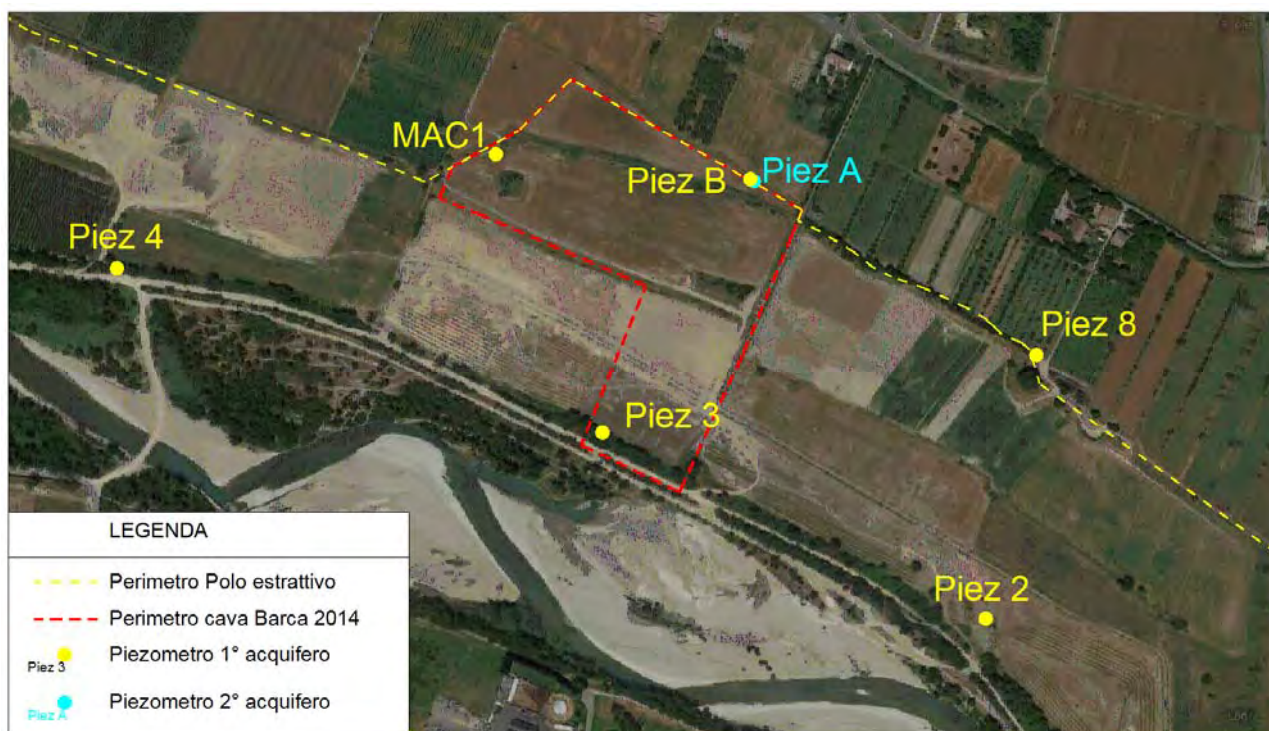 MAC1
Piez B
Piez A
Piez 4
Piez 8
Piez 3
Piez 2
LEGENDA
Perimetro Polo estrattivo
Perimetro cava Barca 2014
Piezometro 1° acquifero
Piez 3
Piezometro 2° acquifero
Piez A